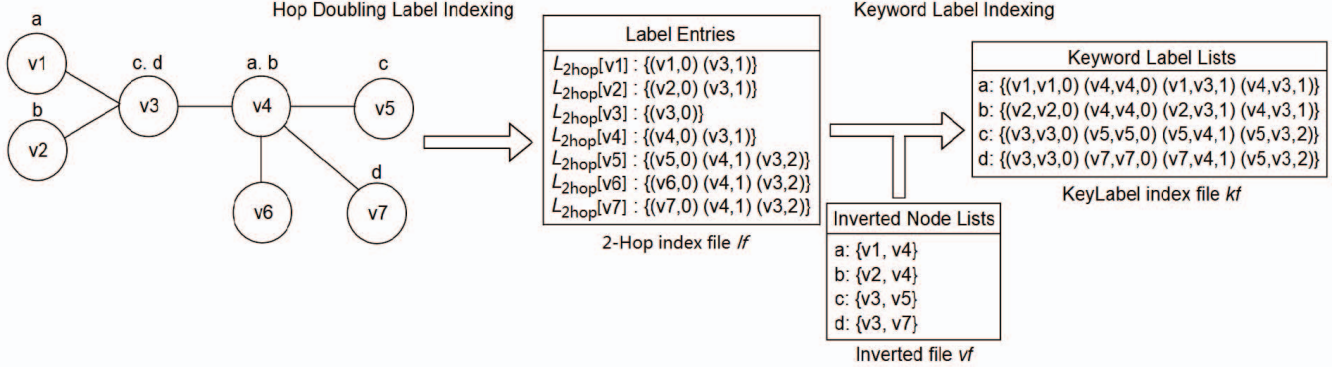 Hop Doubling Label Indexing
Keyword Label Indexing
a
v1
b
v2
c. d
v3
a. b
v4
c
v5
v6
d
v7
Label Entries
L2hop[v1] : {(v1,0) (v3,1)}
L2hop[v2] : {(v2,0) (v3,1)}
L2hop[v3] : {(v3,0)}
L2hop[v4] : {(v4,0) (v3,1)}
L2hop[v5] : {(v5,0) (v4,1) (v3,2)}
L2hop[v6] : {(v6,0) (v4,1) (v3,2)}
L2hop[v7] : {(v7,0) (v4,1) (v3,2)}
2-Hop index file lf
Inverted Node Lists
a: {v1, v4}
b: {v2, v4}
c: {v3, v5}
d: {v3, v7}
Inverted file vf
Keyword Label Lists
a: {(v1,v1,0) (v4,v4,0) (v1,v3,1) (v4,v3,1)}
b: {(v2,v2,0) (v4,v4,0) (v2,v3,1) (v4,v3,1)}
c: {(v3,v3,0) (v5,v5,0) (v5,v4,1) (v5,v3,2)}
d: {(v3,v3,0) (v7,v7,0) (v7,v4,1) (v5,v3,2)}
KeyLabel index file kf